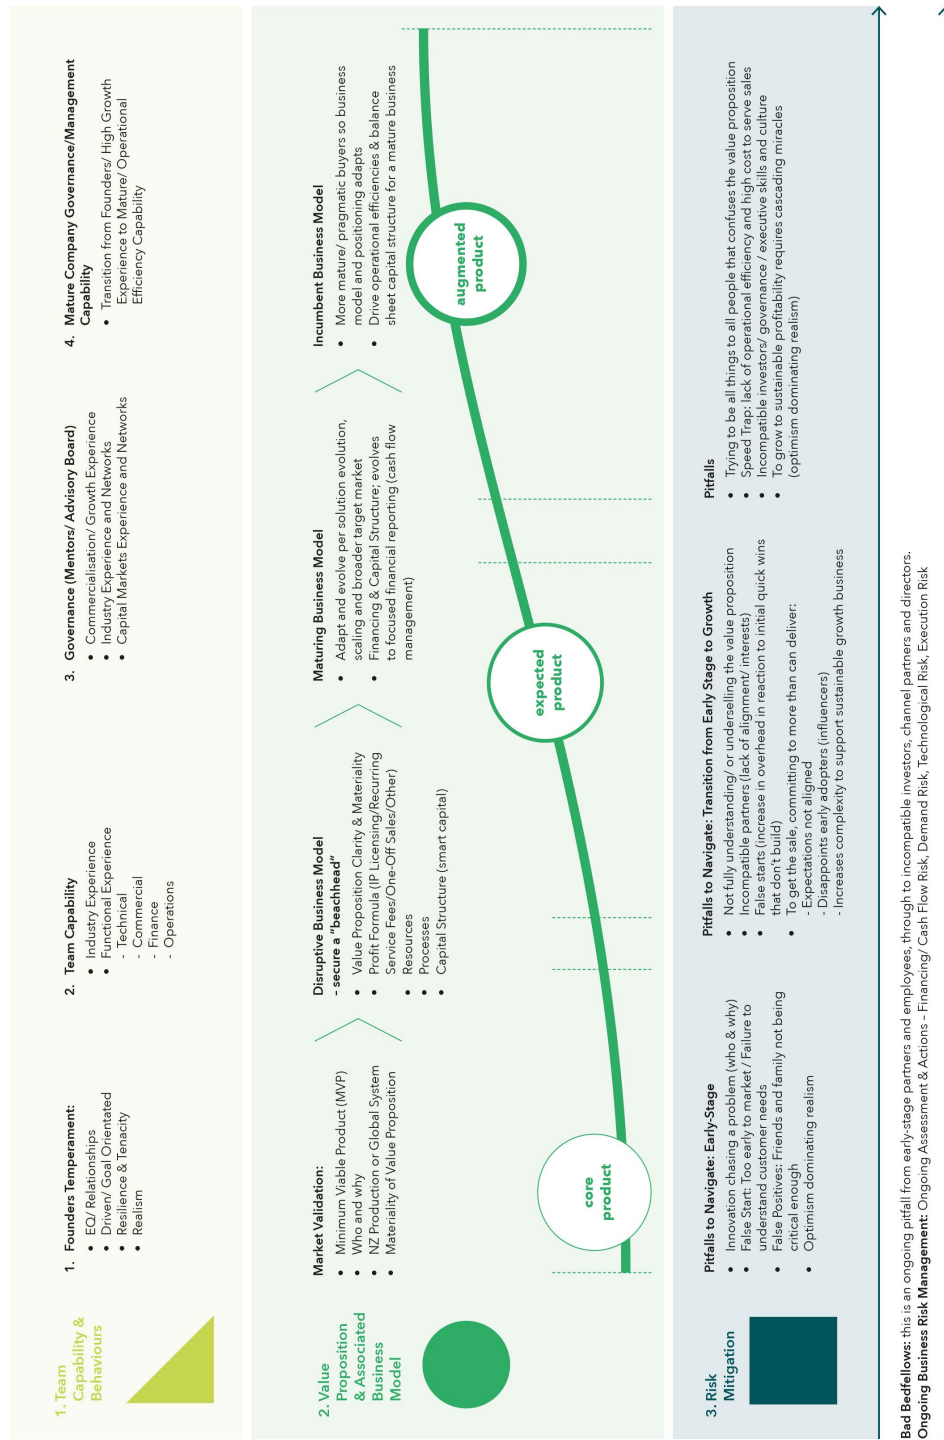 1. Team
Capability &
Behaviours
1. Founders Temperament:
• EQ/ Relationships
• Driven/ Goal Orientated
• Resilience & Tenacity
• Realism
2. Team Capability
• Industry Experience
• Functional Experience
- Technical
- Commercial
- Finance
- Operations
3. Governance (Mentors/ Advisory Board)
• Commercialisation/ Growth Experience
• Industry Experience and Networks
• Capital Markets Experience and Networks
4. Mature Company Governance/Management
Capability
• Transition from Founders/ High Growth
Experience to Mature/ Operational
Efficiency Capability
2. Value
Proposition
& Associated
Business
Model
Market Validation:
• Minimum Viable Product (MVP)
• Who and why
• NZ Production or Global System
• Materiality of Value Proposition
Disruptive Business Model
- secure a "beachhead"
• Value Proposition Clarity & Materiality
• Profit Formula (IP Licensing/Recurring
Service Fees/One-Off Sales/Other)
• Resources
• Processes
• Capital Structure (smart capital)
Maturing Business Model
• Adapt and evolve per solution evolution,
scaling and broader target market
• Financing & Capital Structure; evolves
to focused financial reporting (cash flow
management)
Incumbent Business Model
• More mature/ pragmatic buyers so business
model and positioning adapts
• Drive operational efficiencies & balance
sheet capital structure for a mature business
core
product
expected
product
augmented
product
3. Risk
Mitigation
Pitfalls to Navigate: Early-Stage
• Innovation chasing a problem (who & why)
• False Start: Too early to market / Failure to
understand customer needs
• False Positives: Friends and family not being
critical enough
• Optimism dominating realism
Pitfalls to Navigate: Transition from Early Stage to Growth
• Not fully understanding/ or underselling the value proposition
• Incompatible partners (lack of alignment/ interests)
• False starts (increase in overhead in reaction to initial quick wins
that don't build)
• To get the sale, committing to more than can deliver:
- Expectations not aligned
- Disappoints early adopters (influencers)
- Increases complexity to support sustainable growth business
Pitfalls
• Trying to be all things to all people that confuses the value proposition
• Speed Trap: lack of operational efficiency and high cost to serve sales
• Incompatible investors/ governance / executive skills and culture
• To grow to sustainable profitability requires cascading miracles
(optimism dominating realism)
Bad Bedfellows: this is an ongoing pitfall from early-stage partners and employees, through to incompatible investors, channel partners and directors.
Ongoing Business Risk Management: Ongoing Assessment & Actions – Financing/ Cash Flow Risk, Demand Risk, Technological Risk, Execution Risk